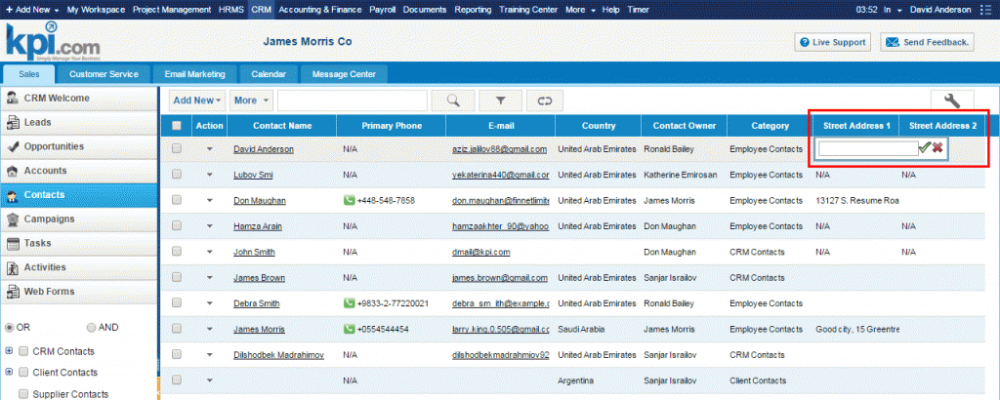 + Add New My Workspace Project Management HRMS CRM Accounting & Finance Payroll Documents Reporting Training Center More Help Timer 03:52 In David Anderson
kpi.com
Simply Manage Your Business
James Morris Co
Live Support Send Feedback.
Sales Customer Service Email Marketing Calendar Message Center
CRM Welcome
Leads
Opportunities
Accounts
Contacts
Campaigns
Tasks
Activities
Web Forms
OR AND
CRM Contacts
Client Contacts
Supplier Contacts
Add New More
Action Contact Name Primary Phone E-mail Country Contact Owner Category Street Address 1 Street Address 2
David Anderson N/A aziz.jalilov88@gmail.com United Arab Emirates Ronald Bailey Employee Contacts
Lubov Smi N/A yekaterina440@gmail.com United Arab Emirates Katherine Emirosan Employee Contacts N/A N/A
Don Maughan +448-548-7858 don.maughan@finnetlimite United Arab Emirates James Morris Employee Contacts 13127 S. Resume Roa
Hamza Arain N/A hamzaakhter_90@yahoo United Arab Emirates Don Maughan Employee Contacts N/A N/A
John Smith N/A dmail@kpi.com Don Maughan CRM Contacts N/A N/A
James Brown N/A james.brown@gmail.com United Arab Emirates Sanjar Israilov CRM Contacts
Debra Smith +9833-2-77220021 debra_sm_ith@example.c United Arab Emirates Ronald Bailey Employee Contacts
James Morris +0554544454 larry.king.0.505@gmail.com Saudi Arabia James Morris Employee Contacts Good city, 15 Greentre
Dilshodbek Madrahimov N/A dilshodbekmadrahimov92 Sanjar Israilov CRM Contacts
N/A Argentina Sanjar Israilov Client Contacts